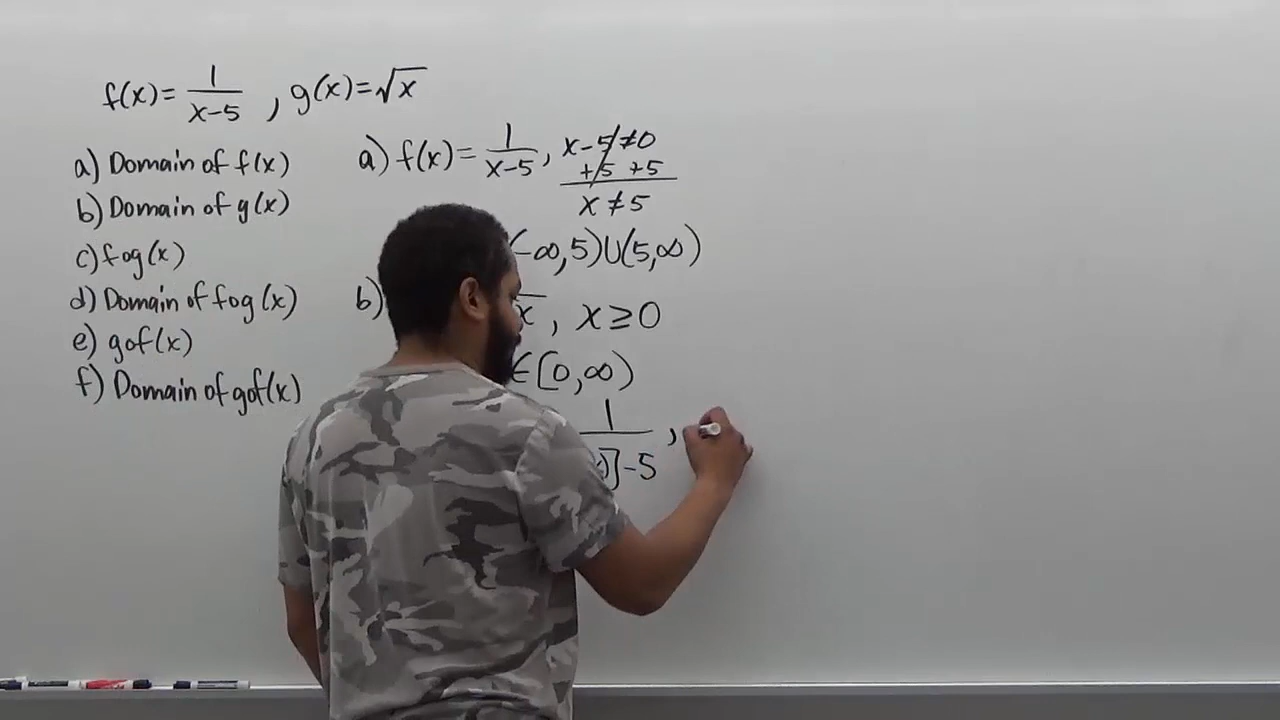 f(x)=1/(x-5) , g(x)=√x
a) Domain of f(x)
b) Domain of g(x)
c) fog(x)
d) Domain of fog(x)
e) gof(x)
f) Domain of gof(x)
a) f(x)=1/(x-5), x-5≠0
+5 +5
x≠5
(-∞,5)∪(5,∞)
b) x, x≥0
∈[0,∞)
1/()]-5 ,